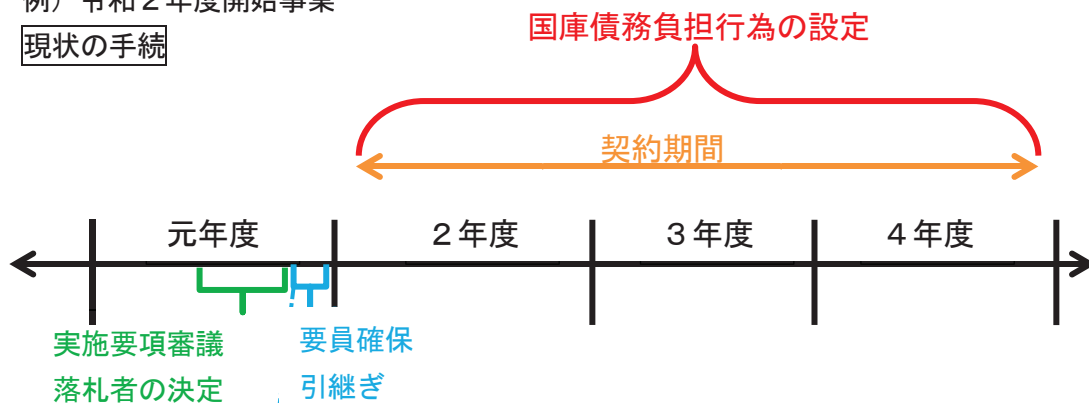 例）令和２年度開始事業
現状の手続
国庫債務負担行為の設定
契約期間
元年度
２年度
３年度
４年度
実施要項審議
落札者の決定
要員確保
引継ぎ